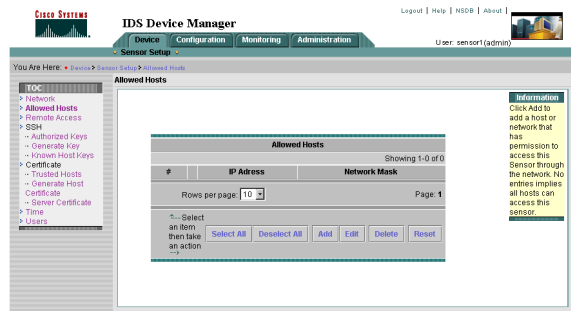 CISCO SYSTEMS
IDS Device Manager
Logout | Help | NSDB | About |
Device Configuration Monitoring Administration
User: sensor1 (admin)
Sensor Setup
You Are Here: • Device > Sensor Setup > Allowed Hosts
TOC
Network
Allowed Hosts
Remote Access
SSH
Authorized Keys
Generate Key
Known Host Keys
Certificate
Trusted Hosts
Generate Host
Certificate
Server Certificate
Time
Users
Allowed Hosts
Allowed Hosts
Showing 1-0 of 0
# IP Adress Network Mask
Rows per page: 10 Page: 1
Select
an item
then take
an action
-->
Select All Deselect All Add Edit Delete Reset
Information
Click Add to
add a host or
network that
has
permission to
access this
Sensor through
the network. No
entries implies
all hosts can
access this
sensor.